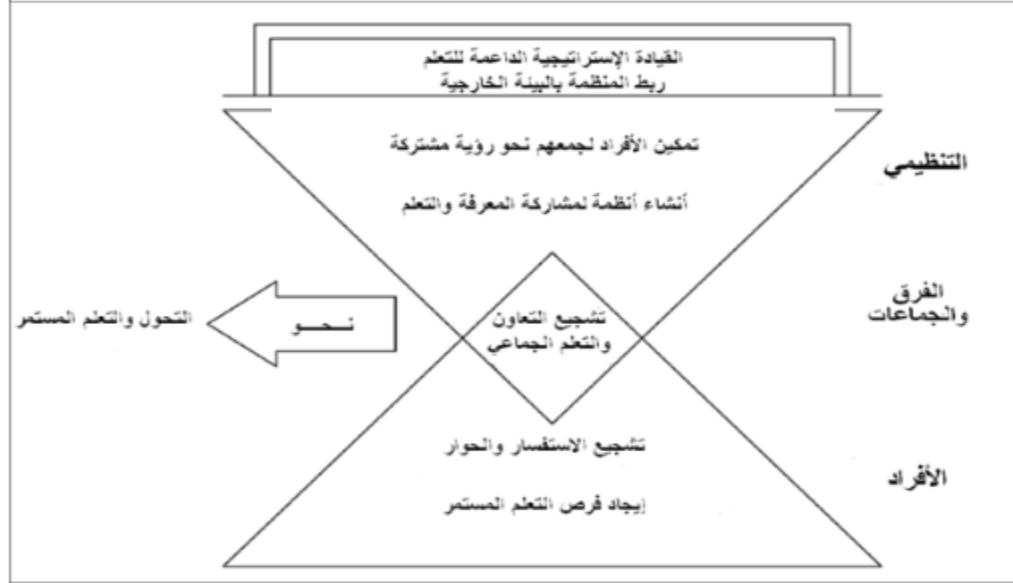 القيادة الإستراتيجية الداعمة للتعلم
ربط المنظمة بالبيئة الخارجية
تمكين الأفراد لجمعهم نحو رؤية مشتركة
التنظيمي
أنشاء أنظمة لمشاركة المعرفة والتعلم
الفرق
والجماعات
تشجيع التعاون
والتعلم الجماعي
نـحـو
التحول والتعلم المستمر
تشجيع الاستفسار والحوار
الأفراد
إيجاد فرص التعلم المستمر